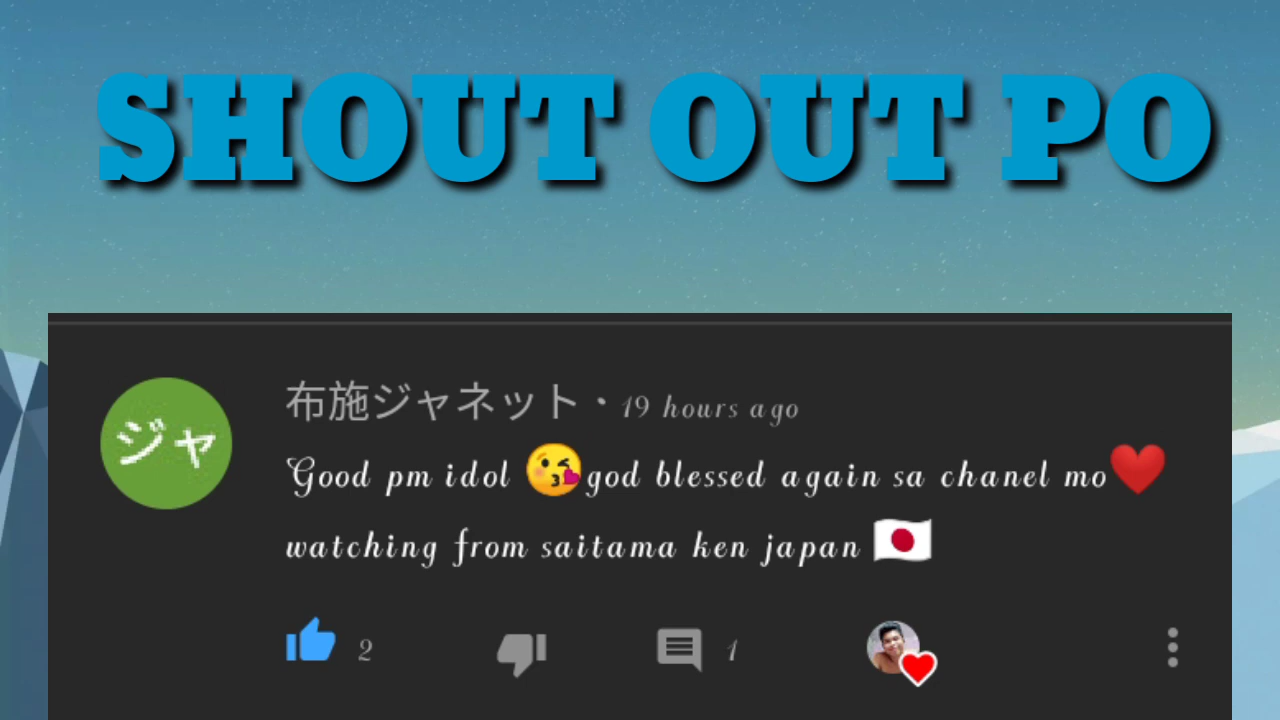 SHOUT OUT PO
ジャ
布施ジャネット・19 hours ago
Good pm idol 😘god blessed again sa chanel mo❤️
watching from saitama ken japan 🇯🇵
2
1